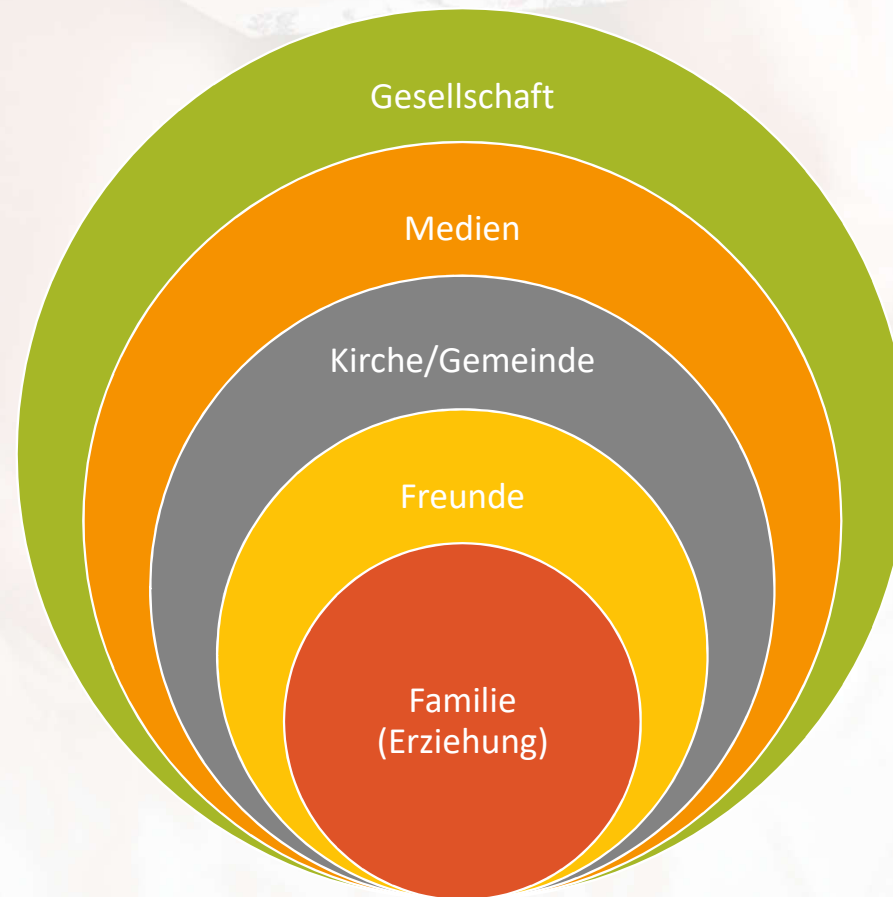 Gesellschaft
Medien
Kirche/Gemeinde
Freunde
Familie
(Erziehung)